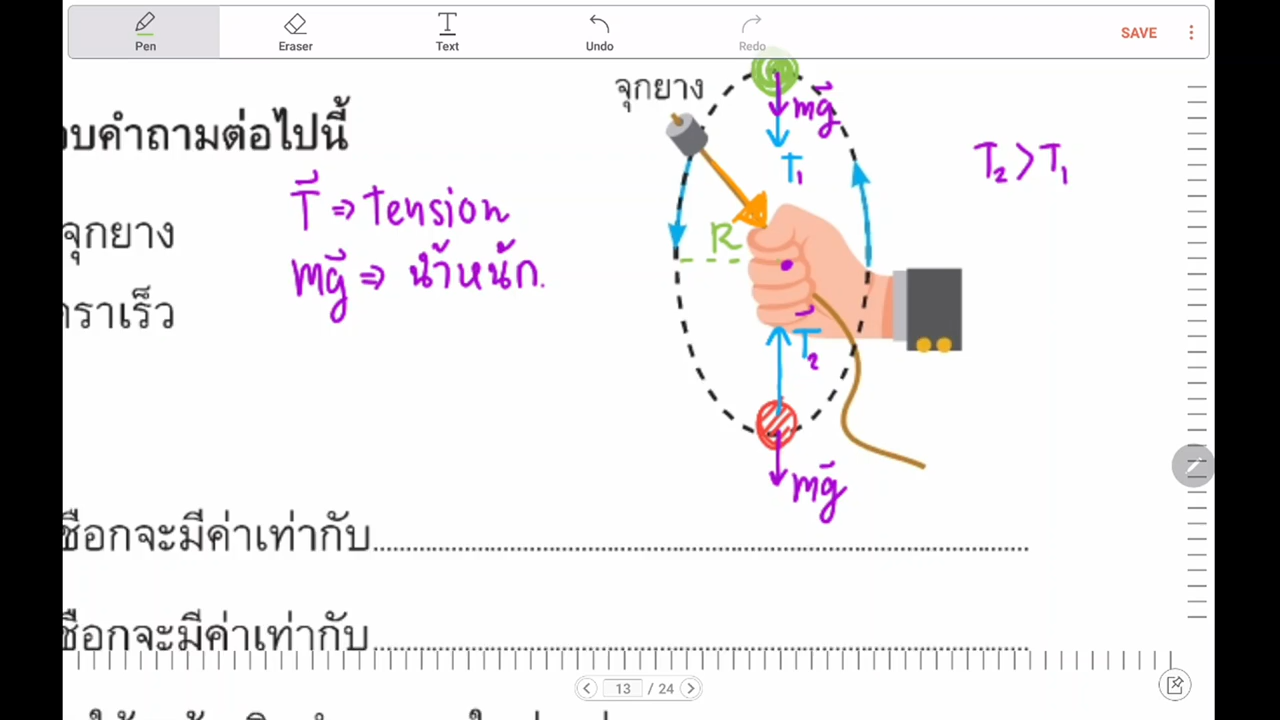 Pen Eraser Text Undo Redo SAVE
จุกยาง
mg⃗
T₁
T₂ > T₁
คำถามต่อไปนี้
T⃗ ⇒ Tension
จุกยาง
R
mg⃗ ⇒ น้ำหนัก.
ราเร็ว
T⃗₂
mg⃗
ชือกจะมีค่าเท่ากับ
ชือกจะมีค่าเท่ากับ
13 / 24